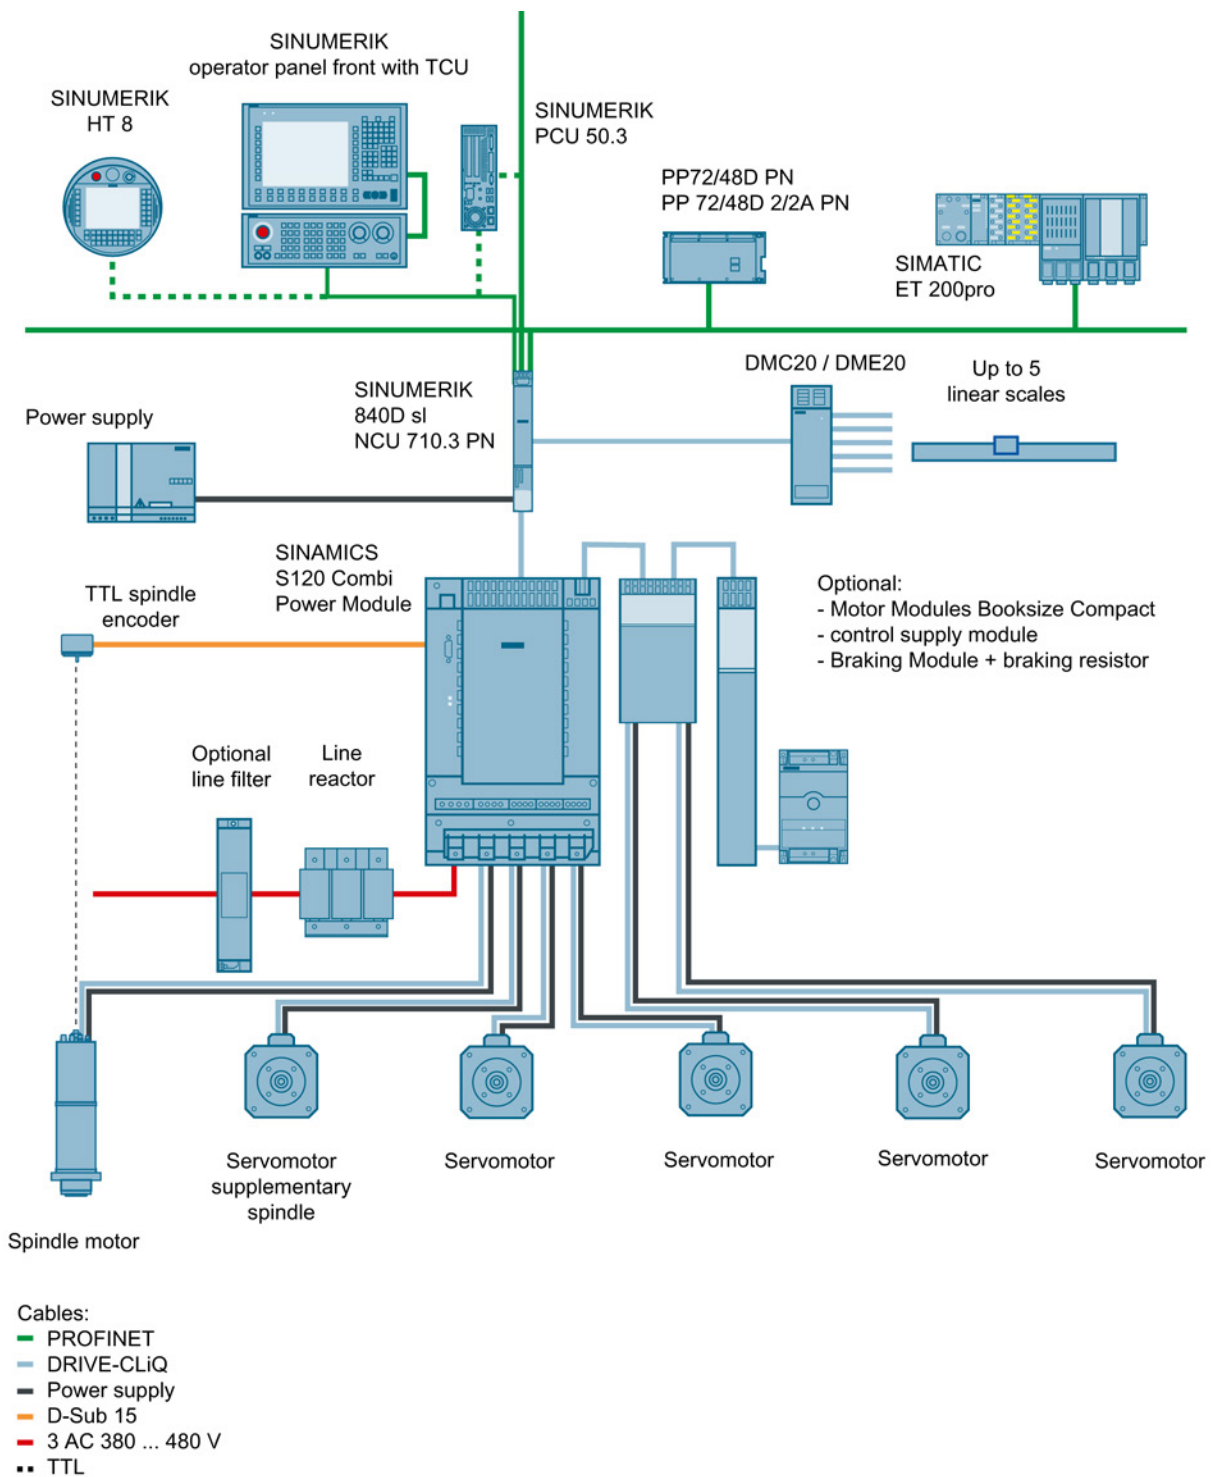 SINUMERIK
operator panel front with TCU
SINUMERIK
HT 8
SINUMERIK
PCU 50.3
PP72/48D PN
PP 72/48D 2/2A PN
SIMATIC
ET 200pro
DMC20 / DME20
Up to 5
linear scales
SINUMERIK
840D sl
NCU 710.3 PN
Power supply
SINAMICS
S120 Combi
Power Module
TTL spindle
encoder
Optional:
- Motor Modules Booksize Compact
- control supply module
- Braking Module + braking resistor
Optional
line filter
Line
reactor
Servomotor
supplementary
spindle
Servomotor
Servomotor
Servomotor
Servomotor
Spindle motor
Cables:
PROFINET
DRIVE-CLiQ
Power supply
D-Sub 15
3 AC 380 ... 480 V
TTL